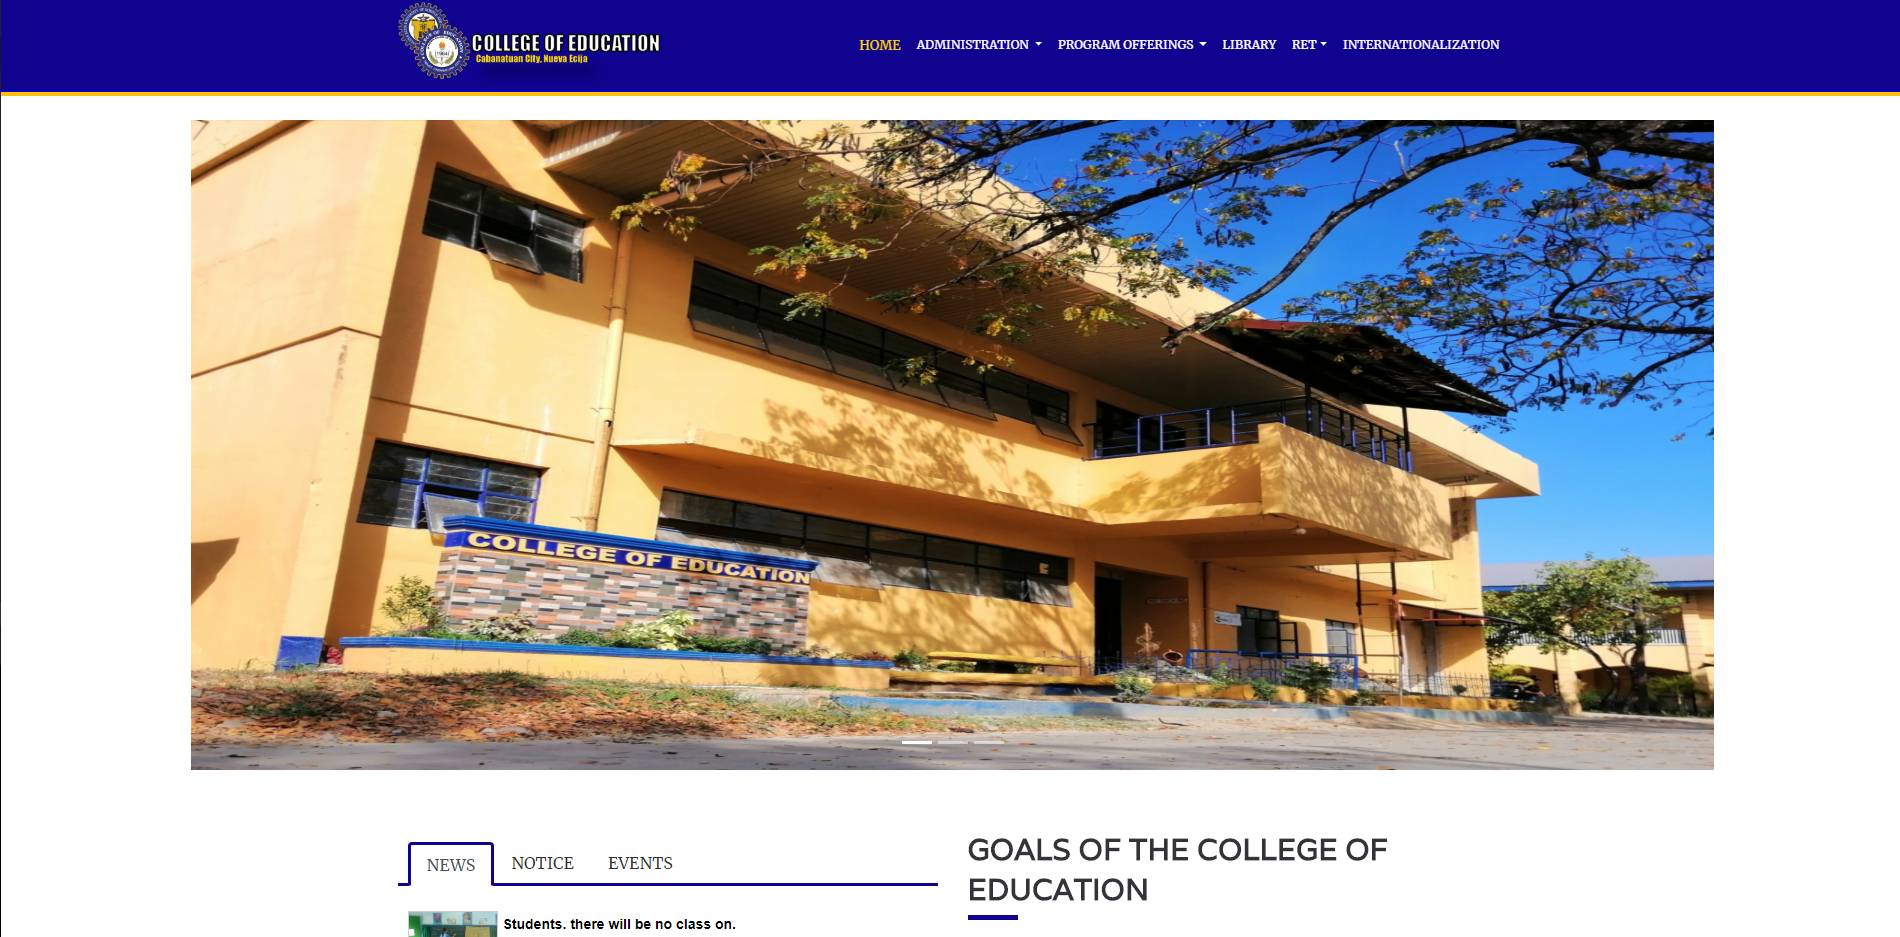 COLLEGE OF EDUCATION
Cabanatuan City, Nueva Ecija
1964
HOME
ADMINISTRATION
PROGRAM OFFERINGS
LIBRARY
RET
INTERNATIONALIZATION
COLLEGE OF EDUCATION
NEWS
NOTICE
EVENTS
Students. there will be no class on.
GOALS OF THE COLLEGE OF
EDUCATION